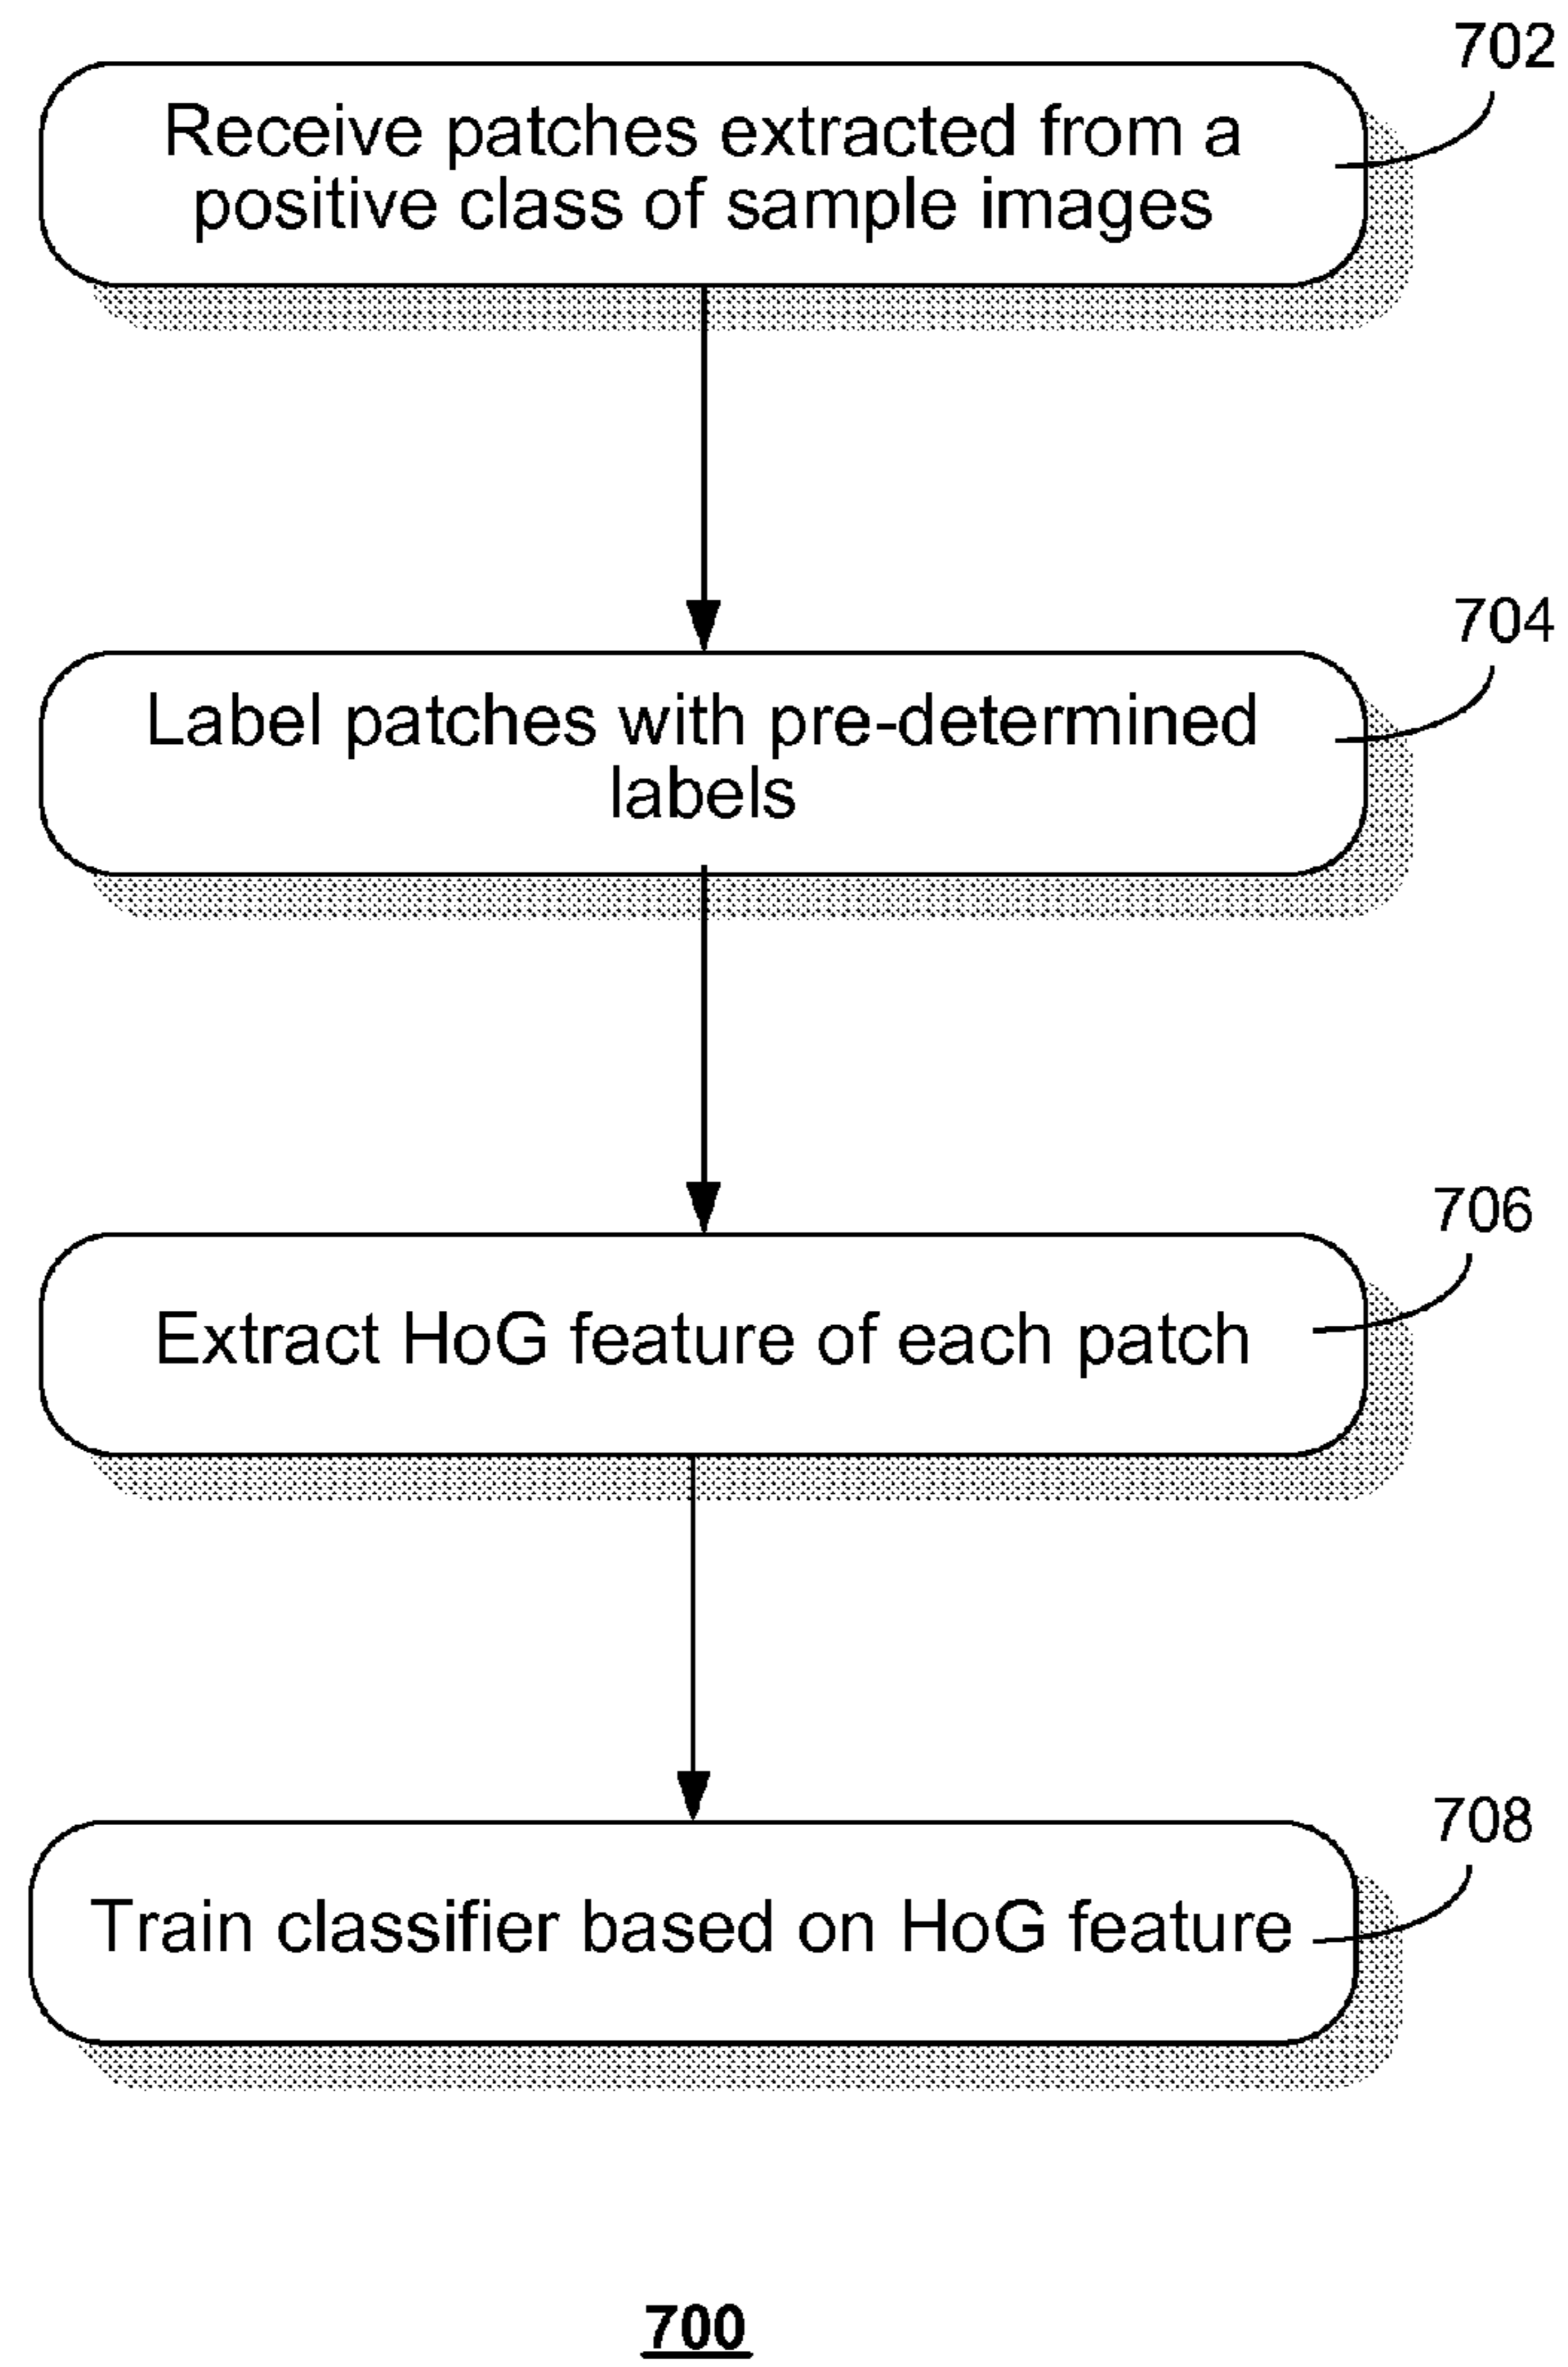 702
Receive patches extracted from a
positive class of sample images
704
Label patches with pre-determined
labels
706
Extract HoG feature of each patch
708
Train classifier based on HoG feature
700